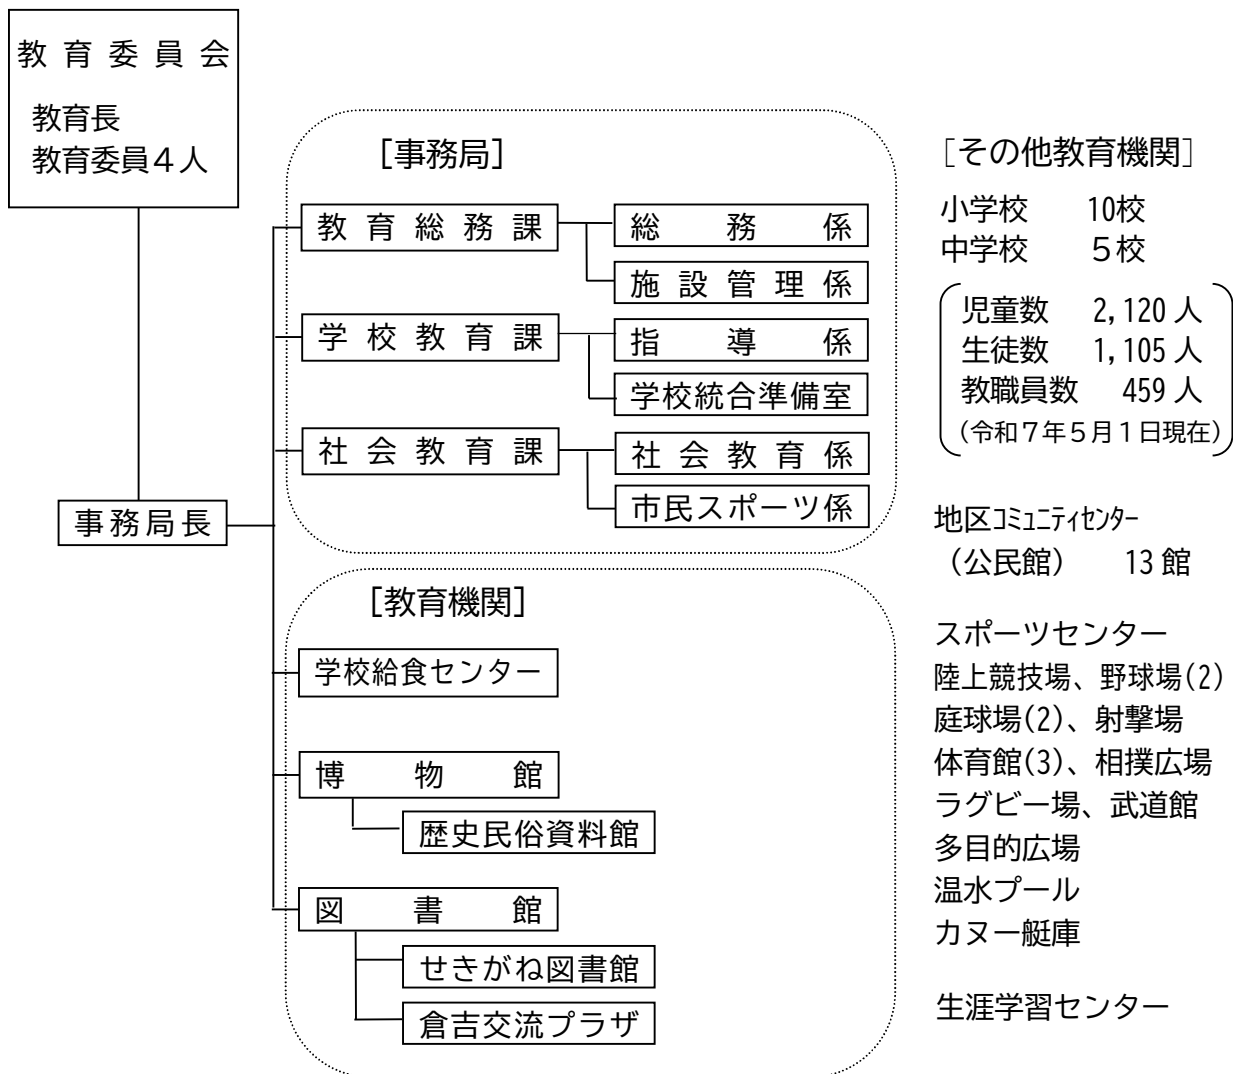 教育委員会
教育長
教育委員４人
事務局長
［事務局］
教育総務課
総務係
施設管理係
学校教育課
指導係
学校統合準備室
社会教育課
社会教育係
市民スポーツ係
［教育機関］
学校給食センター
博物館
歴史民俗資料館
図書館
せきがね図書館
倉吉交流プラザ
［その他教育機関］
小学校 10校
中学校 ５校
児童数 2,120人
生徒数 1,105人
教職員数 459人
（令和７年５月１日現在）
地区ｺﾐｭﾆﾃｨｾﾝﾀｰ
（公民館） 13館
スポーツセンター
陸上競技場、野球場(2)
庭球場(2)、射撃場
体育館(3)、相撲広場
ラグビー場、武道館
多目的広場
温水プール
カヌー艇庫
生涯学習センター